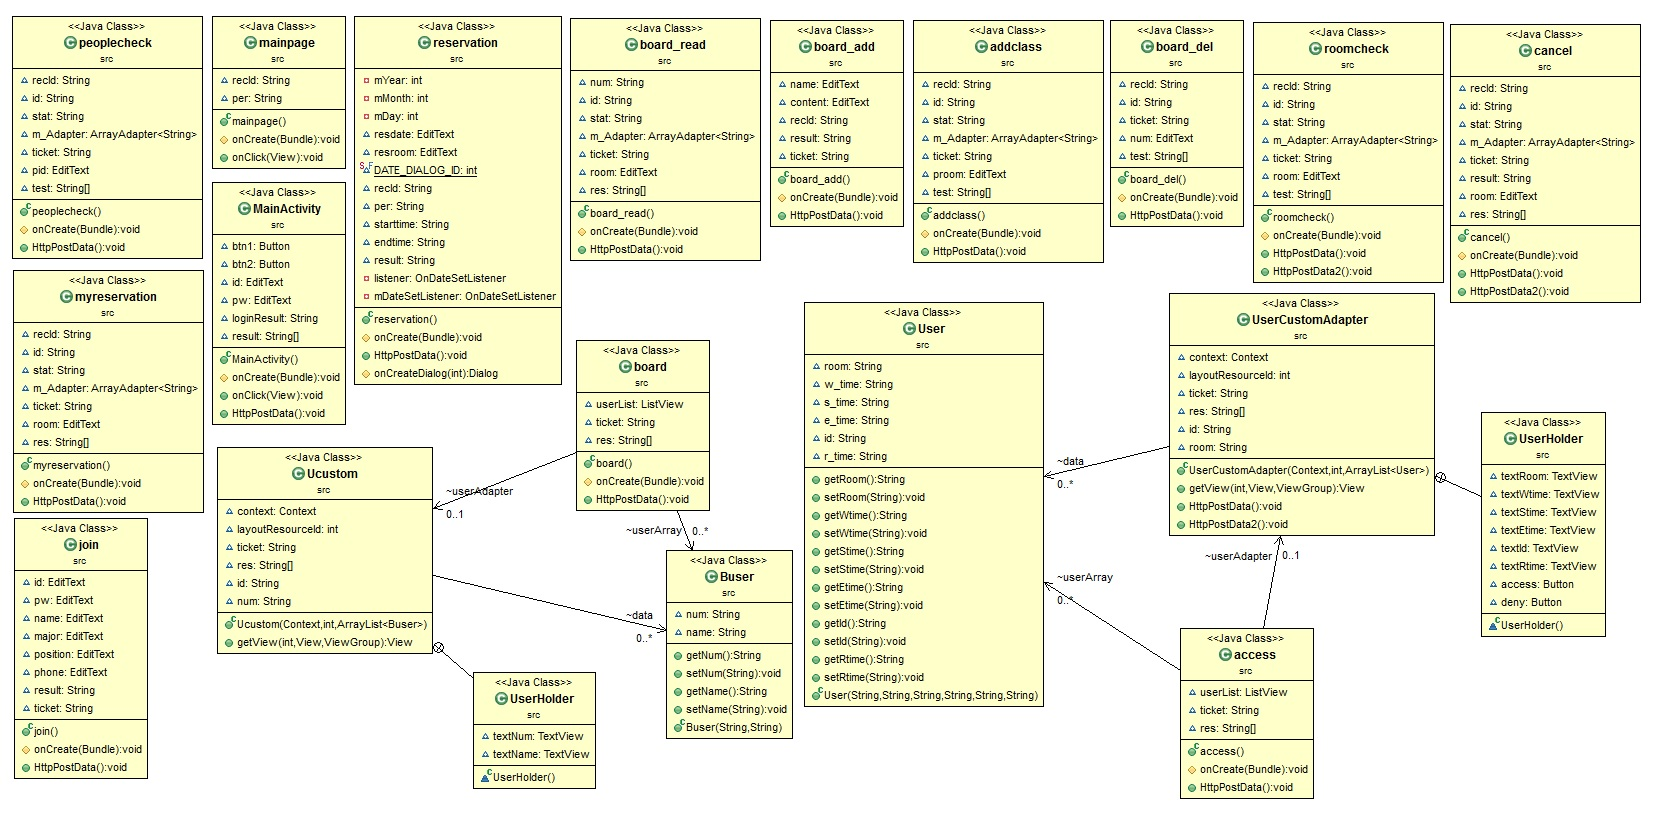 <<Java Class>>
peoplecheck
src
recId: String
id: String
stat: String
m_Adapter: ArrayAdapter<String>
ticket: String
pid: EditText
test: String[]
peoplecheck()
onCreate(Bundle):void
HttpPostData():void
<<Java Class>>
mainpage
src
recId: String
per: String
mainpage()
onCreate(Bundle):void
onClick(View):void
<<Java Class>>
reservation
src
mYear: int
mMonth: int
mDay: int
resdate: EditText
resroom: EditText
DATE_DIALOG_ID: int
recId: String
per: String
starttime: String
endtime: String
result: String
listener: OnDateSetListener
mDateSetListener: OnDateSetListener
reservation()
onCreate(Bundle):void
HttpPostData():void
onCreateDialog(int):Dialog
<<Java Class>>
board_read
src
num: String
id: String
stat: String
m_Adapter: ArrayAdapter<String>
ticket: String
room: EditText
res: String[]
board_read()
onCreate(Bundle):void
HttpPostData():void
<<Java Class>>
board_add
src
name: EditText
content: EditText
recId: String
result: String
ticket: String
board_add()
onCreate(Bundle):void
HttpPostData():void
<<Java Class>>
addclass
src
recId: String
id: String
stat: String
m_Adapter: ArrayAdapter<String>
ticket: String
proom: EditText
test: String[]
addclass()
onCreate(Bundle):void
HttpPostData():void
<<Java Class>>
board_del
src
recId: String
id: String
ticket: String
num: EditText
test: String[]
board_del()
onCreate(Bundle):void
HttpPostData():void
<<Java Class>>
roomcheck
src
recId: String
id: String
stat: String
m_Adapter: ArrayAdapter<String>
ticket: String
room: EditText
test: String[]
roomcheck()
onCreate(Bundle):void
HttpPostData():void
HttpPostData2():void
<<Java Class>>
cancel
src
recId: String
id: String
stat: String
m_Adapter: ArrayAdapter<String>
ticket: String
result: String
room: EditText
res: String[]
cancel()
onCreate(Bundle):void
HttpPostData():void
HttpPostData2():void
<<Java Class>>
MainActivity
src
btn1: Button
btn2: Button
id: EditText
pw: EditText
loginResult: String
result: String[]
MainActivity()
onCreate(Bundle):void
onClick(View):void
HttpPostData():void
<<Java Class>>
myreservation
src
recId: String
id: String
stat: String
m_Adapter: ArrayAdapter<String>
ticket: String
room: EditText
res: String[]
myreservation()
onCreate(Bundle):void
HttpPostData():void
<<Java Class>>
board
src
userList: ListView
ticket: String
res: String[]
board()
onCreate(Bundle):void
HttpPostData():void
<<Java Class>>
User
src
room: String
w_time: String
s_time: String
e_time: String
id: String
r_time: String
getRoom():String
setRoom(String):void
getWtime():String
setWtime(String):void
getStime():String
setStime(String):void
getEtime():String
setEtime(String):void
getId():String
setId(String):void
getRtime():String
setRtime(String):void
User(String,String,String,String,String,String)
<<Java Class>>
UserCustomAdapter
src
context: Context
layoutResourceId: int
ticket: String
res: String[]
id: String
room: String
UserCustomAdapter(Context,int,ArrayList<User>)
getView(int,View,ViewGroup):View
HttpPostData():void
HttpPostData2():void
<<Java Class>>
UserHolder
src
textRoom: TextView
textWtime: TextView
textStime: TextView
textEtime: TextView
textId: TextView
textRtime: TextView
access: Button
deny: Button
UserHolder()
<<Java Class>>
Ucustom
src
context: Context
layoutResourceId: int
ticket: String
res: String[]
id: String
num: String
Ucustom(Context,int,ArrayList<Buser>)
getView(int,View,ViewGroup):View
~userAdapter
0..1
~userArray
0..*
~data
0..*
<<Java Class>>
Buser
src
num: String
name: String
getNum():String
setNum(String):void
getName():String
setName(String):void
Buser(String,String)
~data
0..*
~userArray
0..*
~userAdapter
0..1
<<Java Class>>
join
src
id: EditText
pw: EditText
name: EditText
major: EditText
position: EditText
phone: EditText
result: String
ticket: String
join()
onCreate(Bundle):void
HttpPostData():void
<<Java Class>>
UserHolder
src
textNum: TextView
textName: TextView
UserHolder()
<<Java Class>>
access
src
userList: ListView
ticket: String
res: String[]
access()
onCreate(Bundle):void
HttpPostData():void